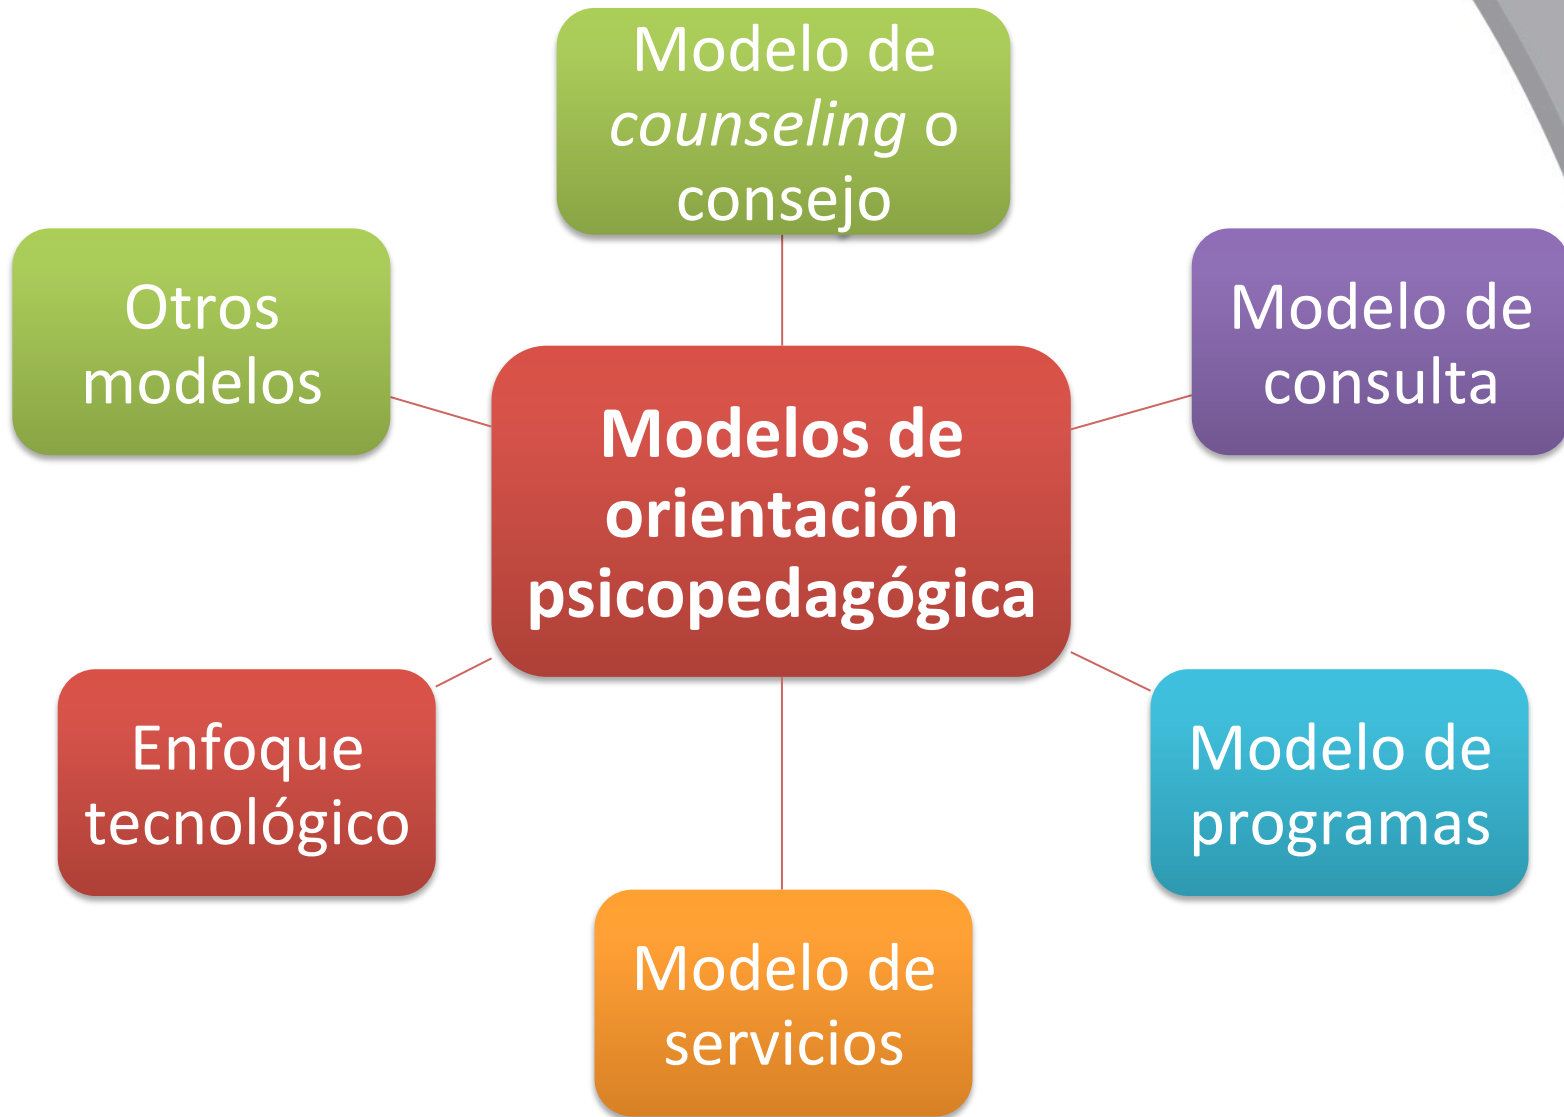 Modelo de
counseling o
consejo
Otros
modelos
Modelo de
consulta
Modelos de
orientación
psicopedagógica
Enfoque
tecnológico
Modelo de
programas
Modelo de
servicios